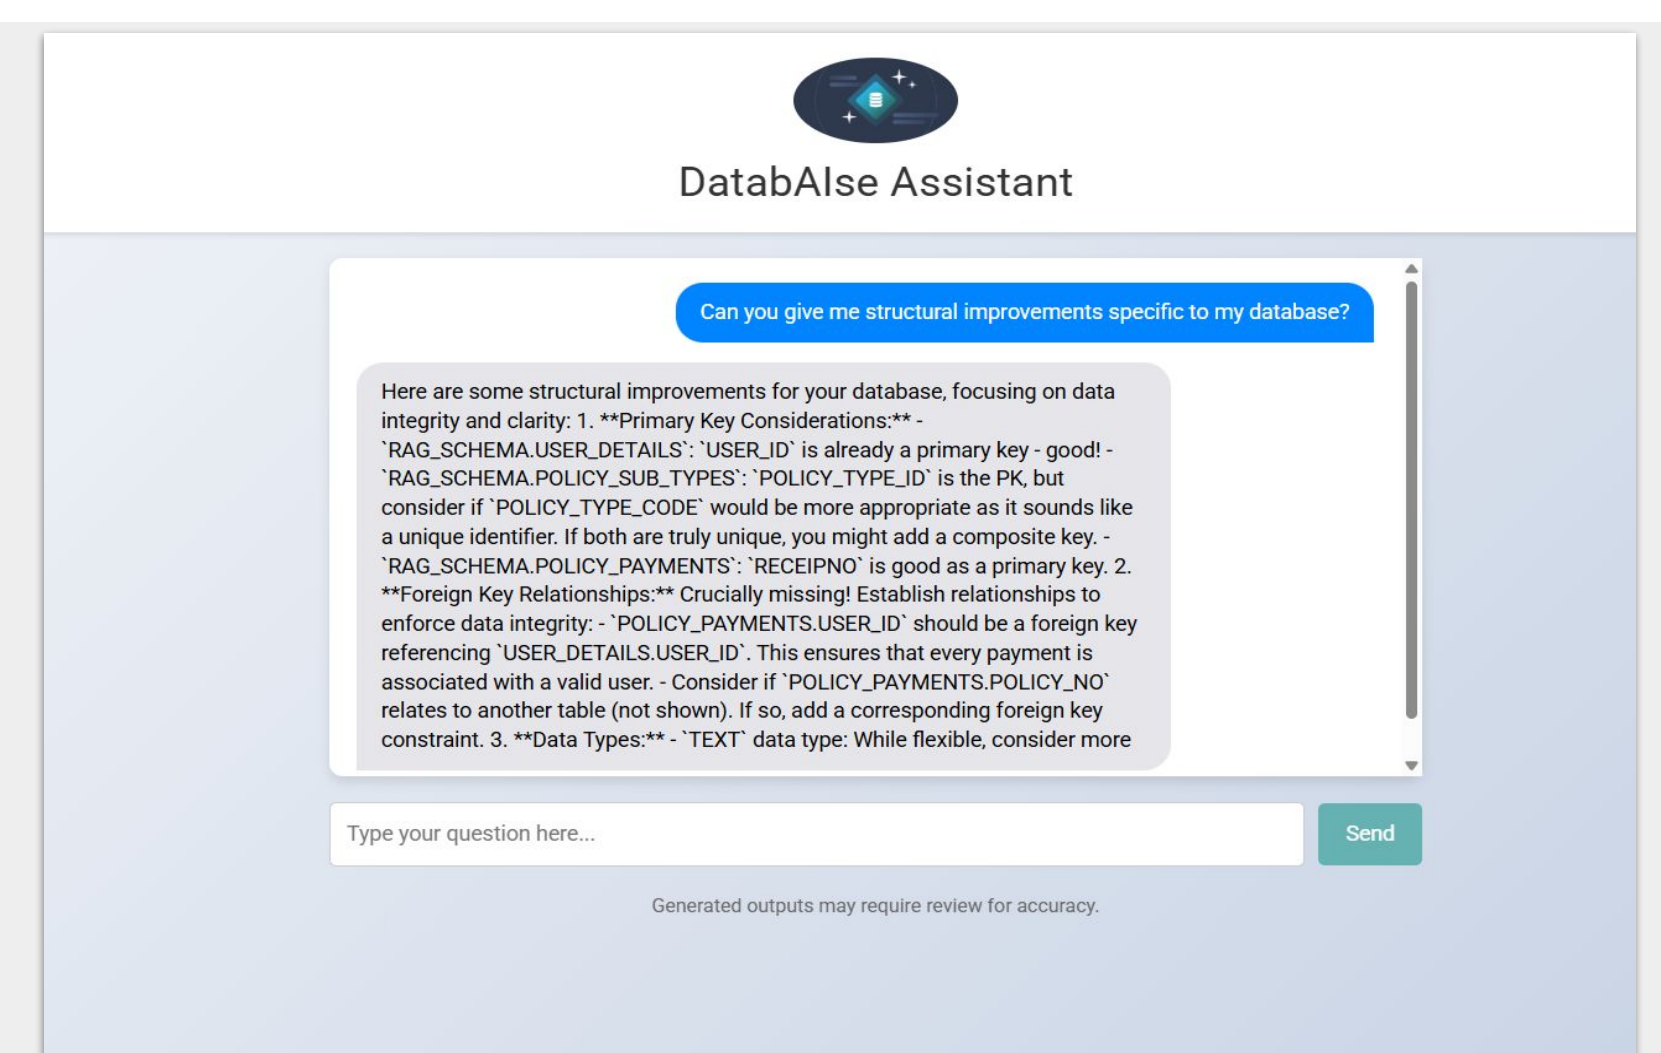 DatabAIse Assistant
Can you give me structural improvements specific to my database?
Here are some structural improvements for your database, focusing on data
integrity and clarity: 1. **Primary Key Considerations:** -
`RAG_SCHEMA.USER_DETAILS`: `USER_ID` is already a primary key - good! -
`RAG_SCHEMA.POLICY_SUB_TYPES`: `POLICY_TYPE_ID` is the PK, but
consider if `POLICY_TYPE_CODE` would be more appropriate as it sounds like
a unique identifier. If both are truly unique, you might add a composite key. -
`RAG_SCHEMA.POLICY_PAYMENTS`: `RECEIPNO` is good as a primary key. 2.
**Foreign Key Relationships:** Crucially missing! Establish relationships to
enforce data integrity: - `POLICY_PAYMENTS.USER_ID` should be a foreign key
referencing `USER_DETAILS.USER_ID`. This ensures that every payment is
associated with a valid user. - Consider if `POLICY_PAYMENTS.POLICY_NO`
relates to another table (not shown). If so, add a corresponding foreign key
constraint. 3. **Data Types:** - `TEXT` data type: While flexible, consider more
Type your question here...
Send
Generated outputs may require review for accuracy.